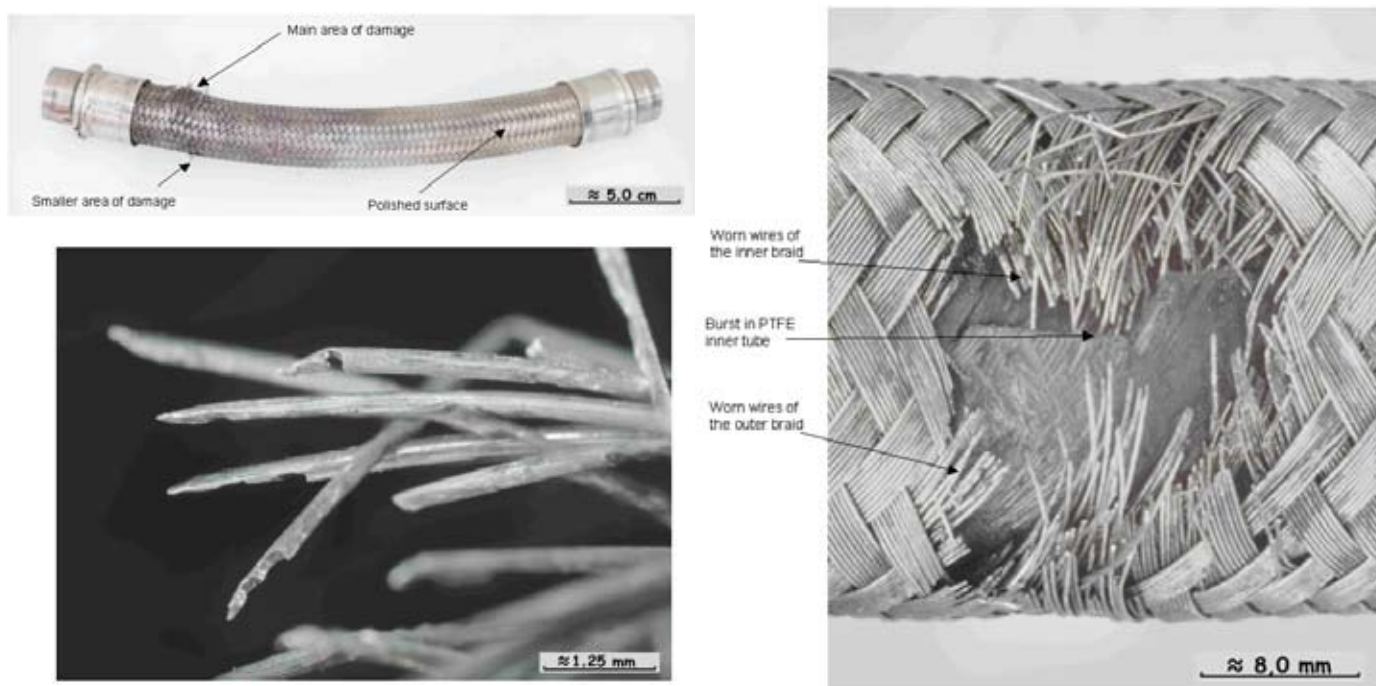 Main area of damage
Smaller area of damage
Polished surface
≈ 5,0 cm
≈1,25 mm
Worn wires of
the inner braid
Burst in PTFE
inner tube
Worn wires of
the outer braid
≈ 8,0 mm